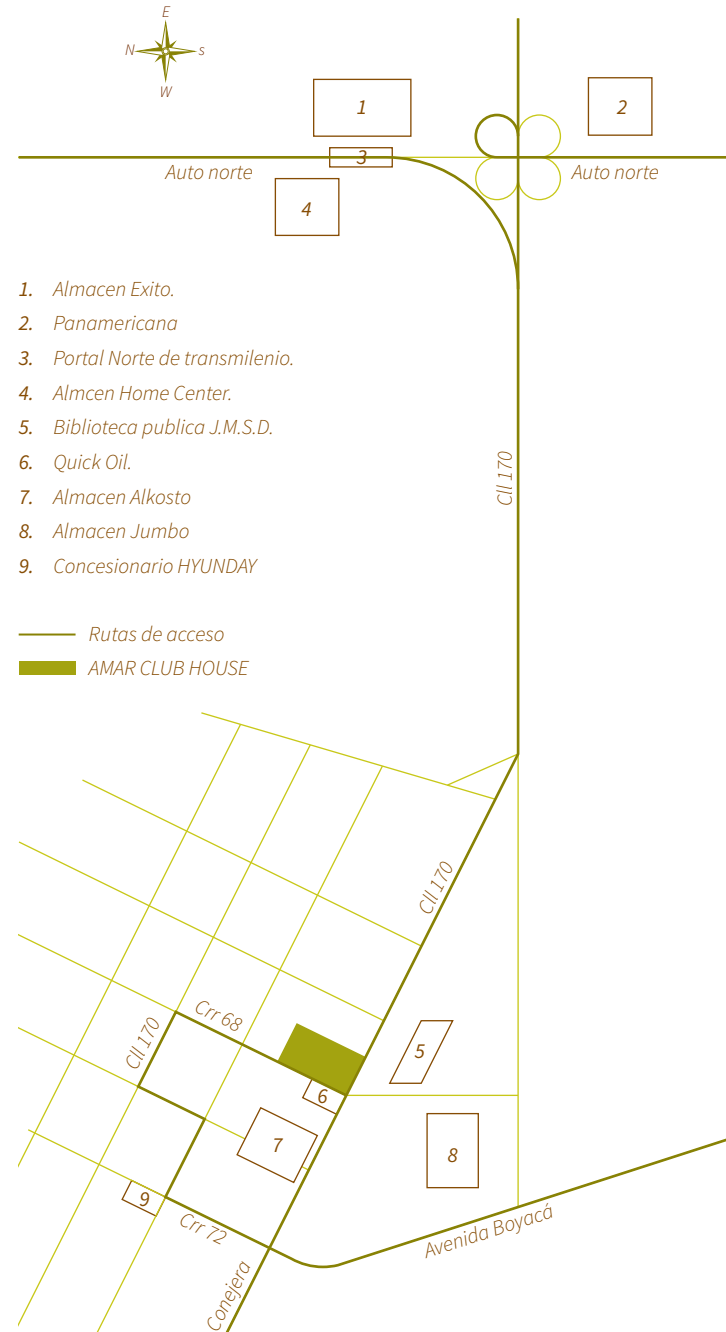 E
N
S
W
1
2
3
Auto norte
Auto norte
4
1. Almacen Exito.
2. Panamericana
3. Portal Norte de transmilenio.
4. Almcen Home Center.
5. Biblioteca publica J.M.S.D.
6. Quick Oil.
7. Almacen Alkosto
8. Almacen Jumbo
9. Concesionario HYUNDAY
Cll 170
Rutas de acceso
AMAR CLUB HOUSE
Cll 170
Crr 68
Cll 170
5
6
7
8
9
Crr 72
Avenida Boyacá
Conejera